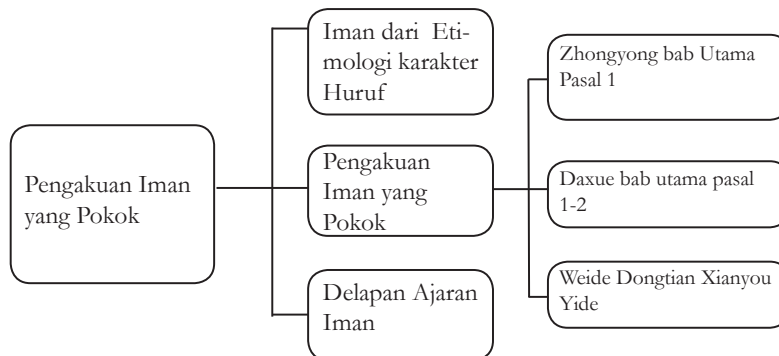 Pengakuan Iman
yang Pokok
Iman dari Eti-
mologi karakter
Huruf
Pengakuan
Iman yang
Pokok
Delapan Ajaran
Iman
Zhongyong bab Utama
Pasal 1
Daxue bab utama pasal
1-2
Weide Dongtian Xianyou
Yide